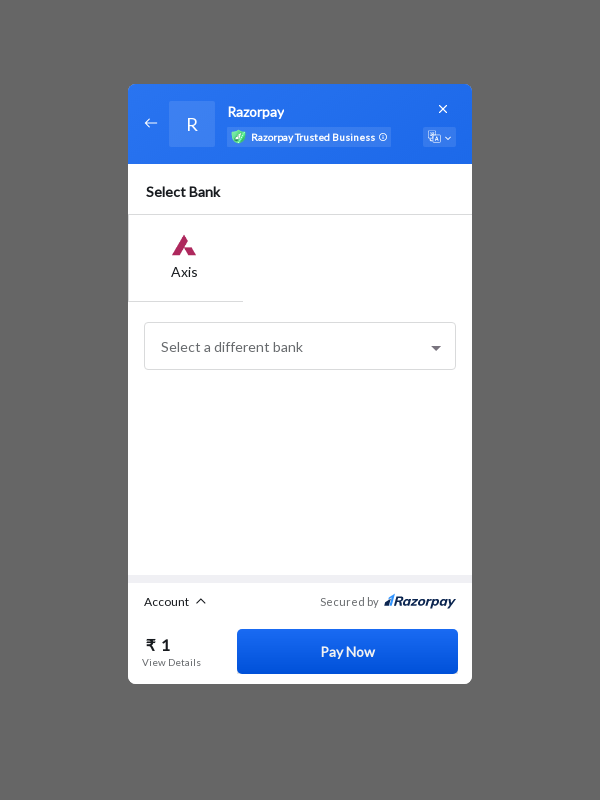 R
Razorpay
Razorpay Trusted Business
Select Bank
Axis
Select a different bank
Account
Secured by Razorpay
₹ 1
View Details
Pay Now